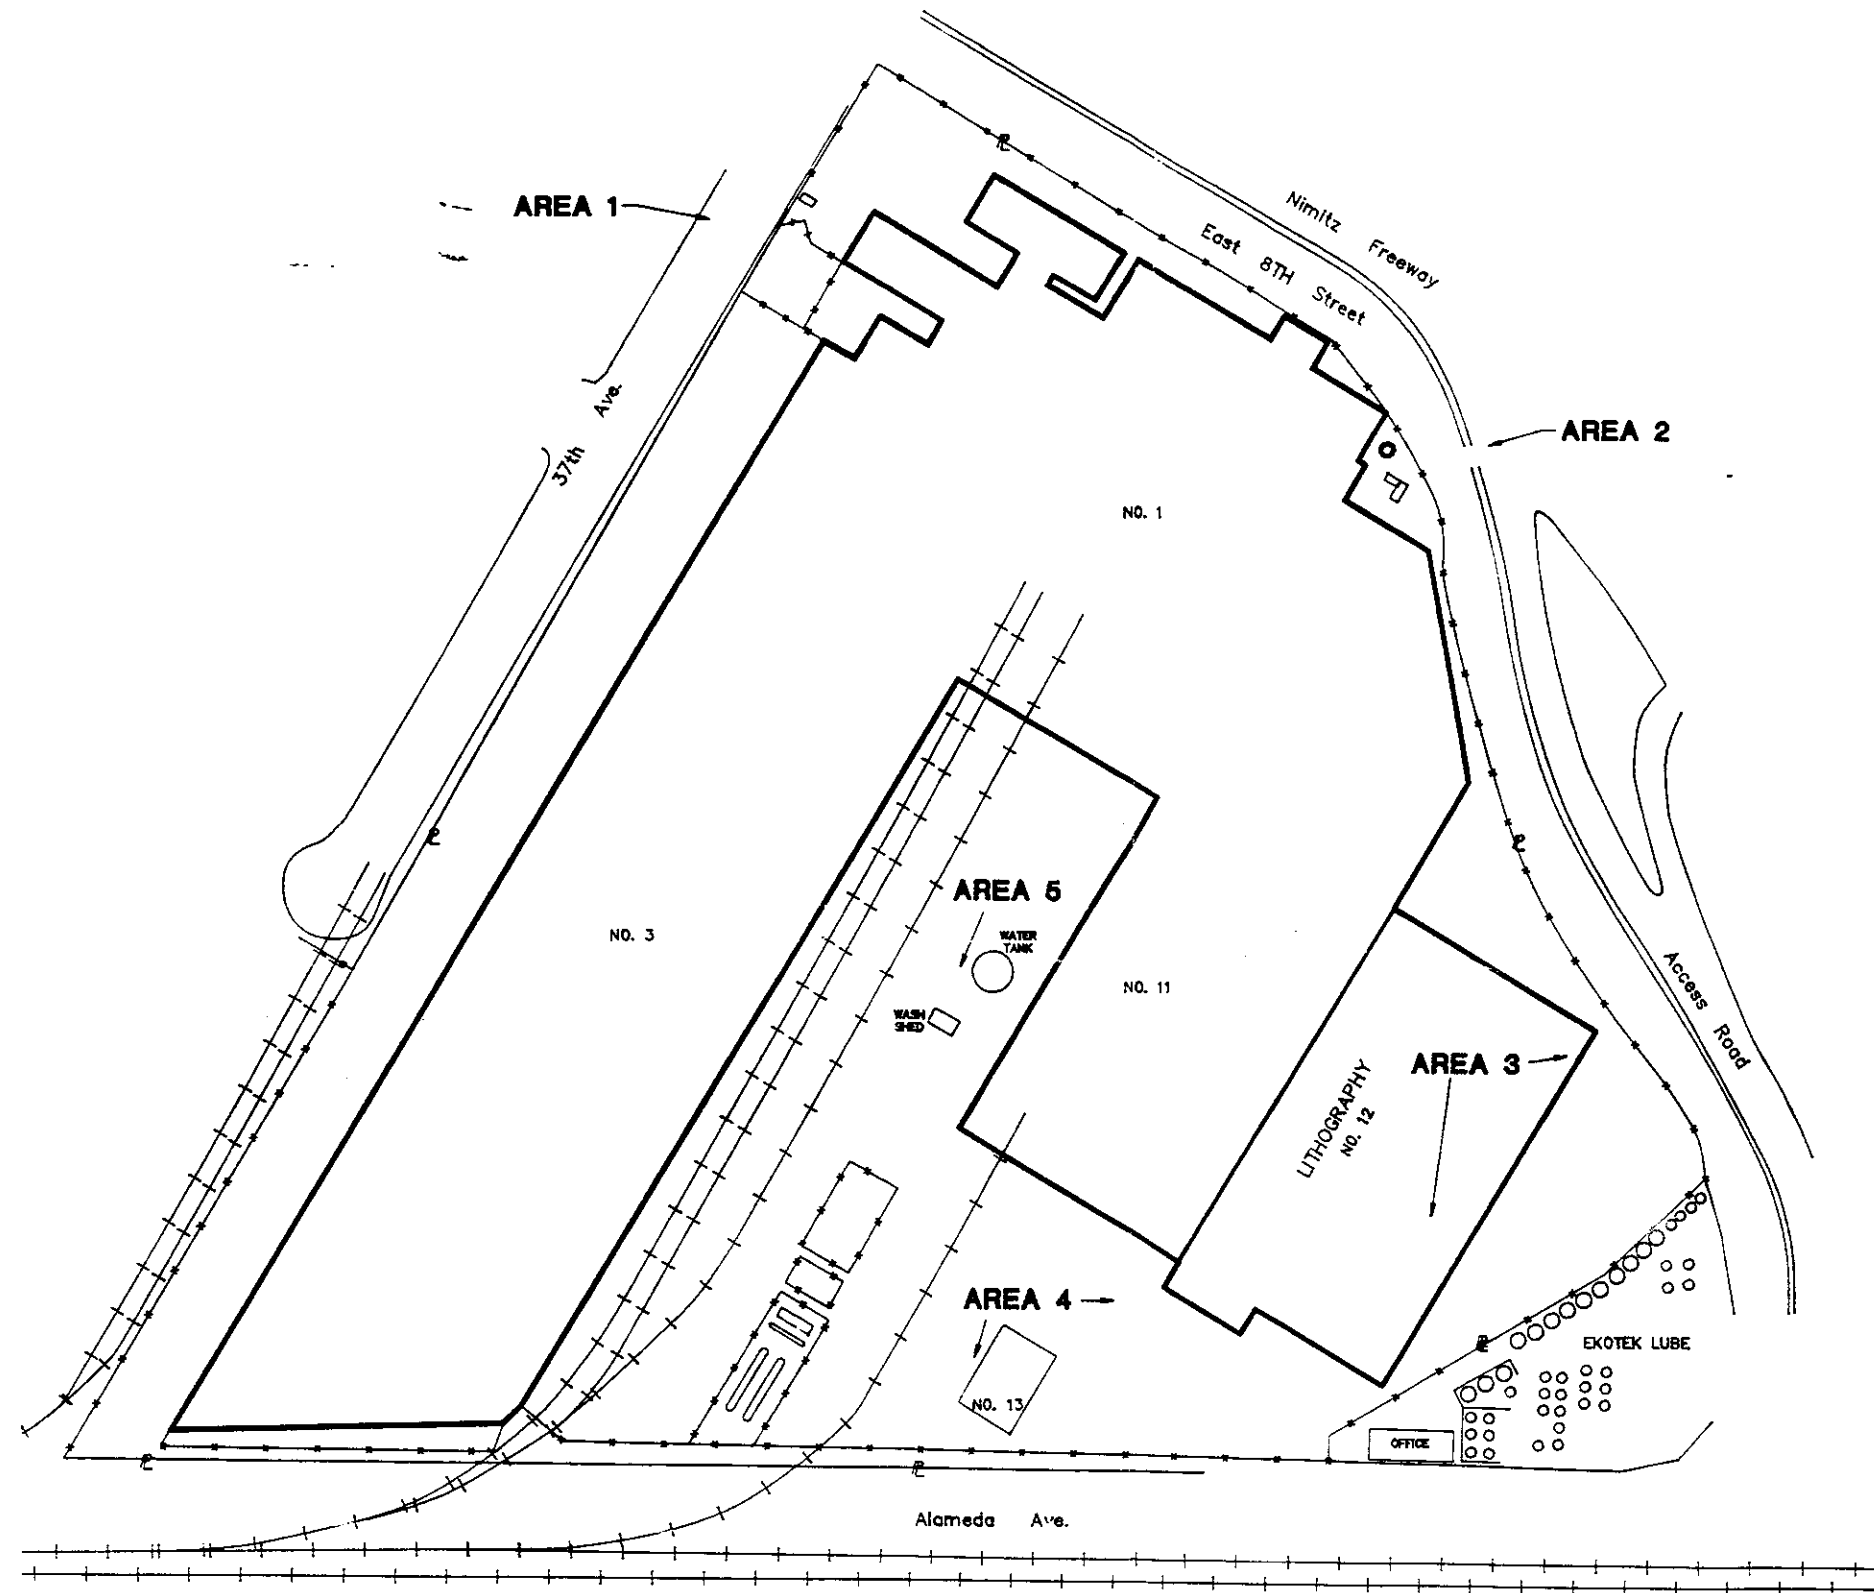 AREA 1
Nimitz Freeway
East 8TH Street
37th Ave.
AREA 2
NO. 1
AREA 5
WATER
TANK
NO. 3
NO. 11
WASH
SHED
Access Road
AREA 3
LITHOGRAPHY
NO. 12
AREA 4
NO. 13
EKOTEK LUBE
OFFICE
Alameda Ave.